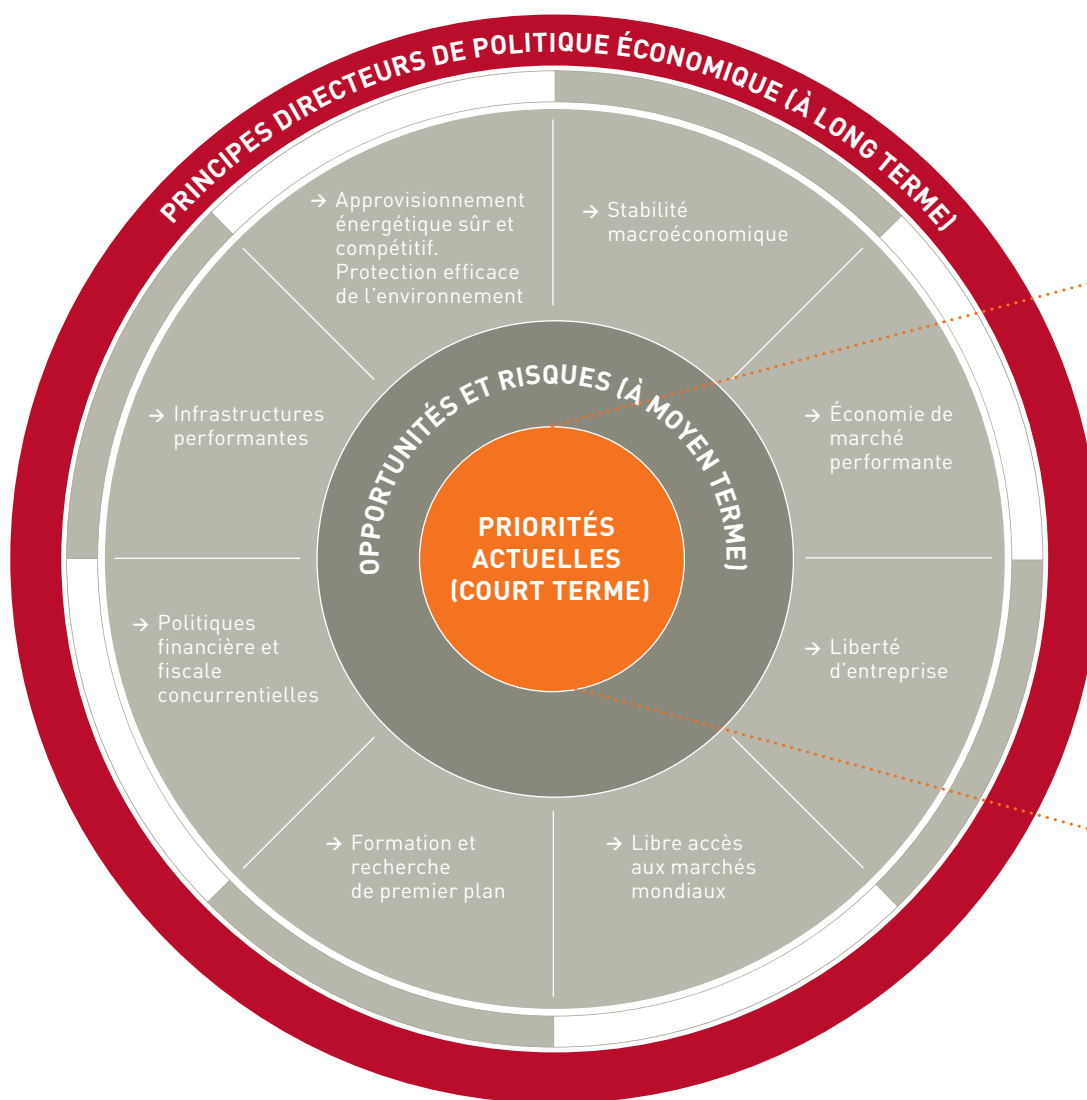 PRINCIPES DIRECTEURS DE POLITIQUE ÉCONOMIQUE (À LONG TERME)
→ Approvisionnement
énergétique sûr et
compétitif.
Protection efficace
de l'environnement
→ Stabilité
macroéconomique
→ Infrastructures
performantes
→ Économie de
marché
performante
OPPORTUNITÉS ET RISQUES (À MOYEN TERME)
PRIORITÉS
ACTUELLES
(COURT TERME)
→ Politiques
financière et
fiscale
concurrentielles
→ Liberté
d'entreprise
→ Formation et
recherche
de premier plan
→ Libre accès
aux marchés
mondiaux